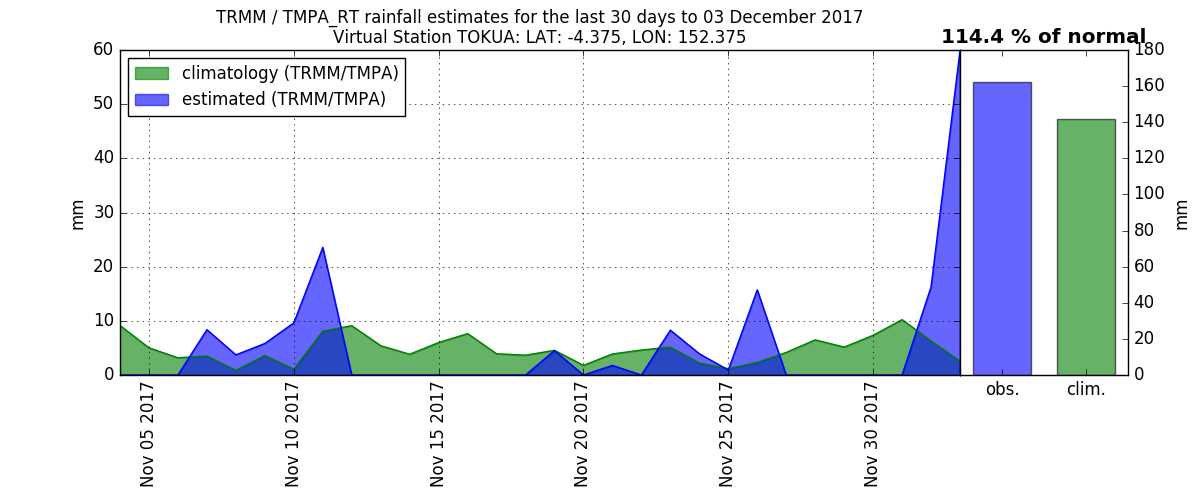 TRMM / TMPA_RT rainfall estimates for the last 30 days to 03 December 2017
Virtual Station TOKUA: LAT: -4.375, LON: 152.375
114.4 % of normal
climatology (TRMM/TMPA)
estimated (TRMM/TMPA)
60
50
40
30
20
10
0
mm
Nov 05 2017
Nov 10 2017
Nov 15 2017
Nov 20 2017
Nov 25 2017
Nov 30 2017
obs.
clim.
180
160
140
120
100
80
60
40
20
0
mm